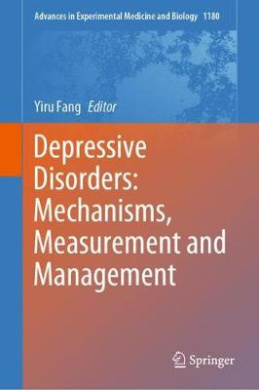 Advances in Experimental Medicine and Biology 1180
Yiru Fang Editor
Depressive
Disorders:
Mechanisms,
Measurement and
Management
Springer